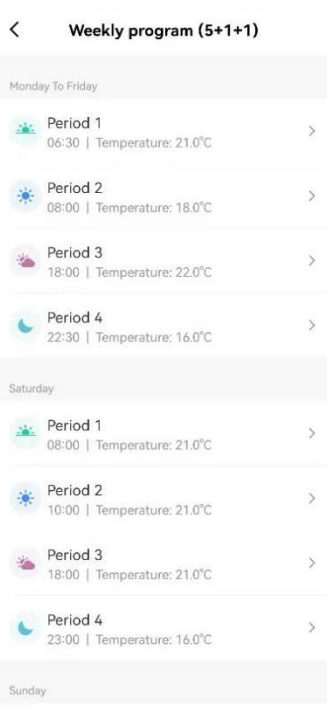 Weekly program (5+1+1)
Monday To Friday
Period 1
06:30 | Temperature: 21.0°C
Period 2
08:00 | Temperature: 18.0°C
Period 3
18:00 | Temperature: 22.0°C
Period 4
22:30 | Temperature: 16.0°C
Saturday
Period 1
08:00 | Temperature: 21.0°C
Period 2
10:00 | Temperature: 21.0°C
Period 3
18:00 | Temperature: 21.0°C
Period 4
23:00 | Temperature: 16.0°C
Sunday